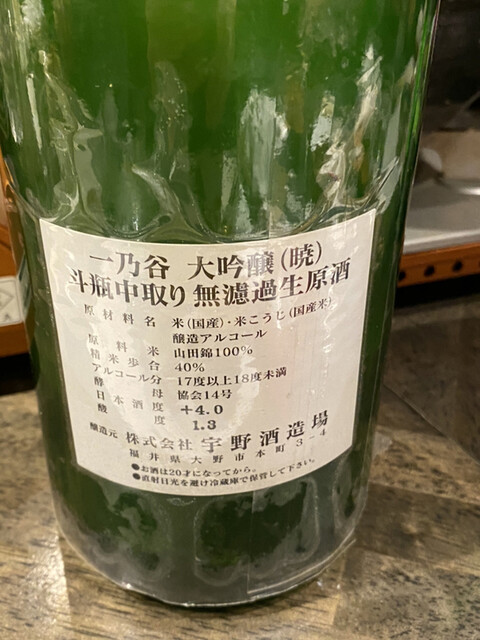 一乃谷 大吟醸(暁)
斗瓶中取り 無濾過生原酒
原材料名 米(国産)・米こうじ(国産米)
醸造アルコール
原料米 山田錦100%
精米歩合 40%
アルコール分 17度以上18度未満
酵母 協会14号
日本酒度 +4.0
酸度 1.3
醸造元 株式会社 宇野酒造場
福井県大野市本町3-4
●お酒は20才になってから。
●直射日光を避け冷蔵庫で保管して下さい。